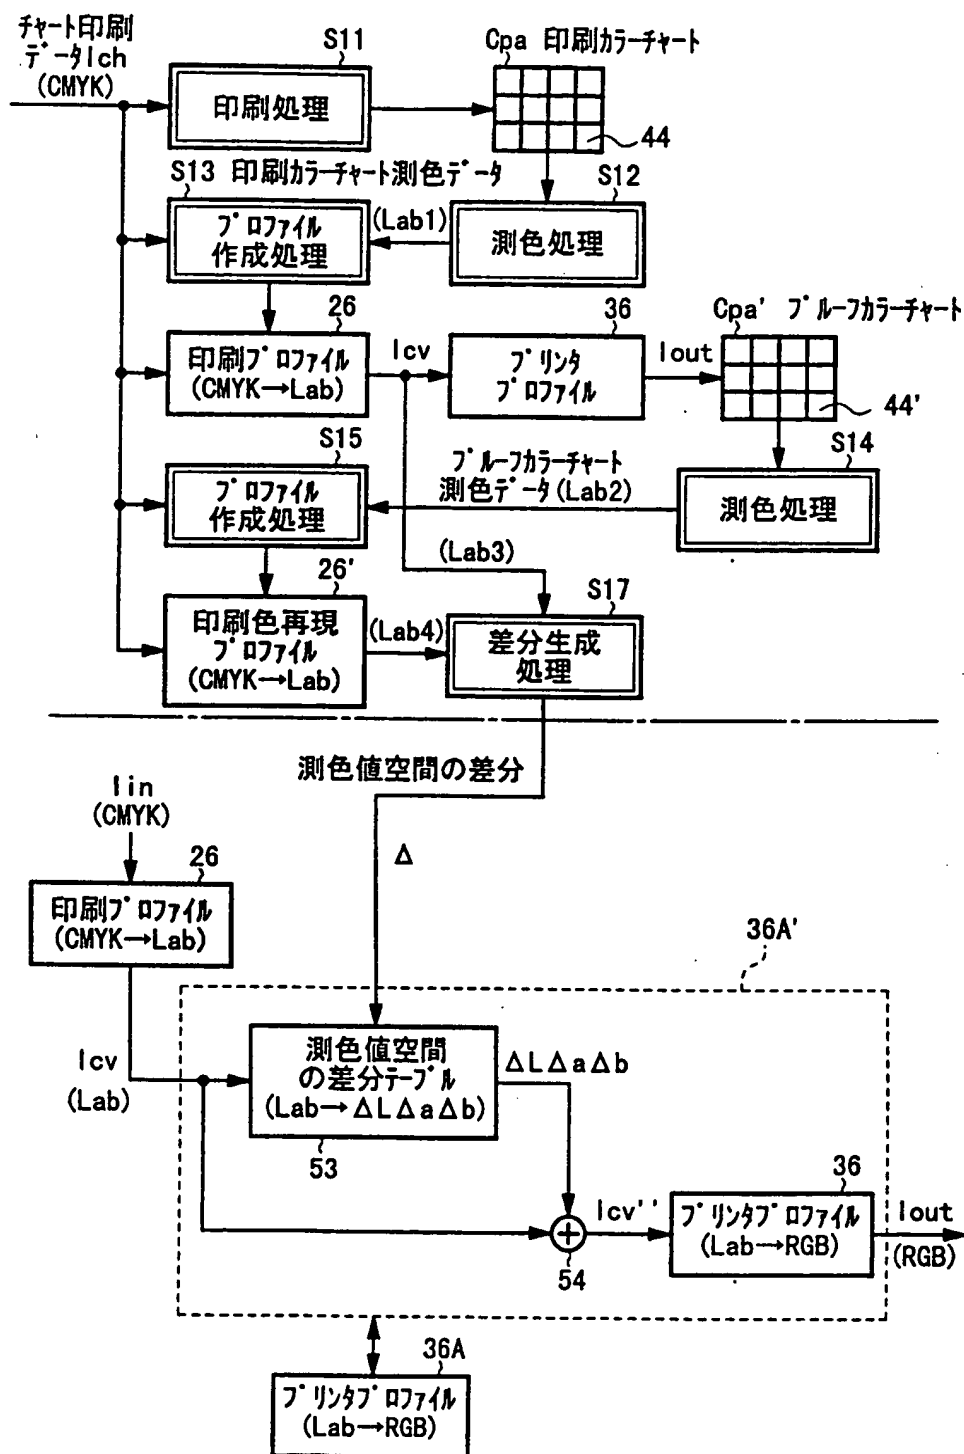 チャート印刷
データIch
(CMYK)
S11
印刷処理
Cpa 印刷カラーチャート
44
S13 印刷カラーチャート測色データ
(Lab1)
S12
プロファイル
作成処理
測色処理
26
印刷プロファイル
(CMYK→Lab)
Icv
36
プリンタ
プロファイル
Iout
Cpa' プルーフカラーチャート
44'
S15
プロファイル
作成処理
プルーフカラーチャート
測色データ(Lab2)
S14
測色処理
(Lab3)
26'
印刷色再現
プロファイル
(CMYK→Lab)
(Lab4)
S17
差分生成
処理
測色値空間の差分
Δ
Iin
(CMYK)
26
印刷プロファイル
(CMYK→Lab)
Icv
(Lab)
36A'
測色値空間
の差分テーブル
(Lab→ΔLΔaΔb)
53
ΔLΔaΔb
54
Icv''
36
プリンタプロファイル
(Lab→RGB)
Iout
(RGB)
36A
プリンタプロファイル
(Lab→RGB)